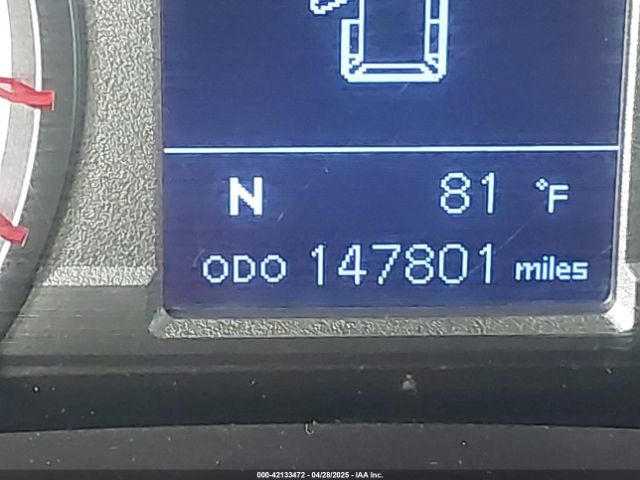 N 81 °F
ODO 147801 miles
000-42133472 - 04/28/2025 - IAA Inc.